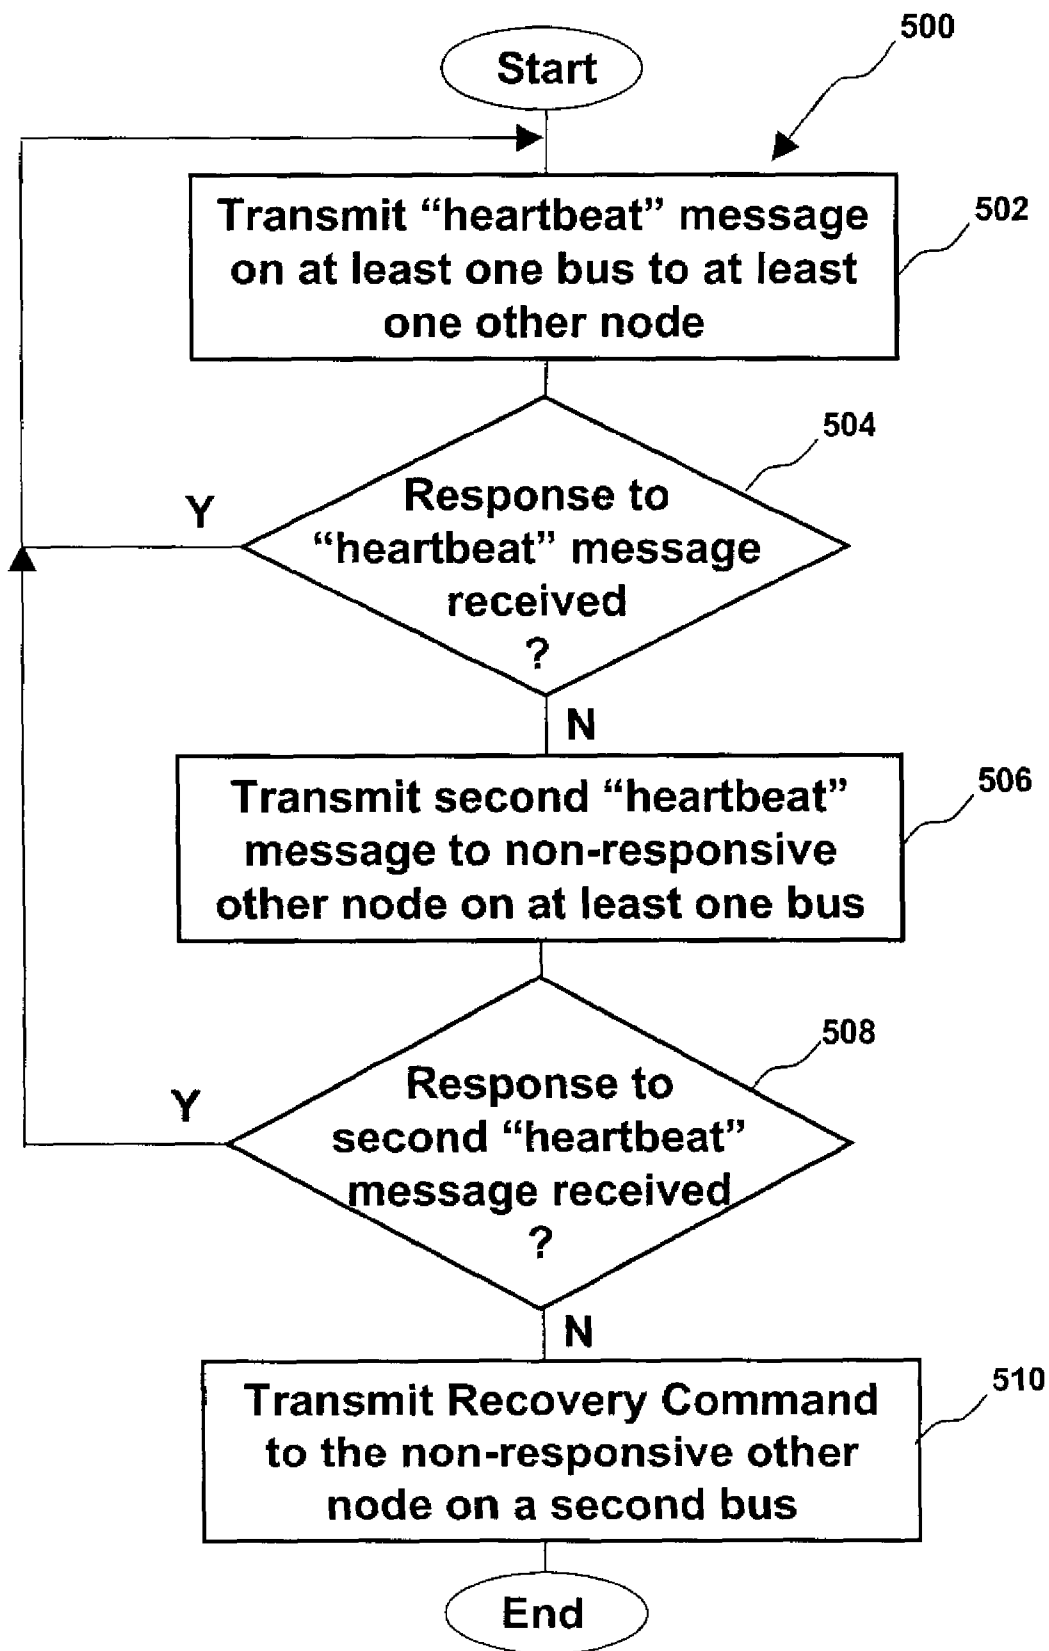 500
Start
Transmit “heartbeat” message
on at least one bus to at least
one other node
502
504
Response to
“heartbeat” message
received
?
Y
N
Transmit second “heartbeat”
message to non-responsive
other node on at least one bus
506
508
Response to
second “heartbeat”
message received
?
Y
N
Transmit Recovery Command
to the non-responsive other
node on a second bus
510
End